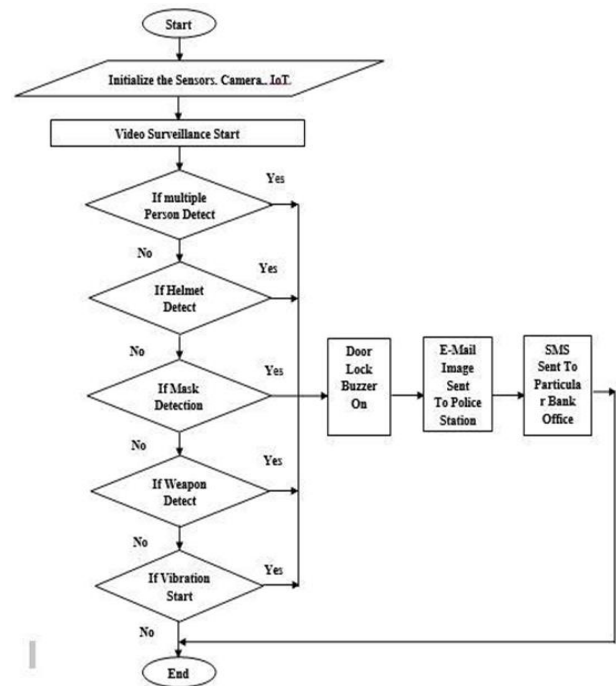 Start
Initialize the Sensors. Camera.. IoT.
Video Surveillance Start
Yes
If multiple
Person Detect
No
Yes
If Helmet
Detect
No
Yes
If Mask
Detection
Door
Lock
Buzzer
On
E-Mail
Image
Sent
To Police
Station
SMS
Sent To
Particula
r Bank
Office
No
Yes
If Weapon
Detect
No
Yes
If Vibration
Start
No
End